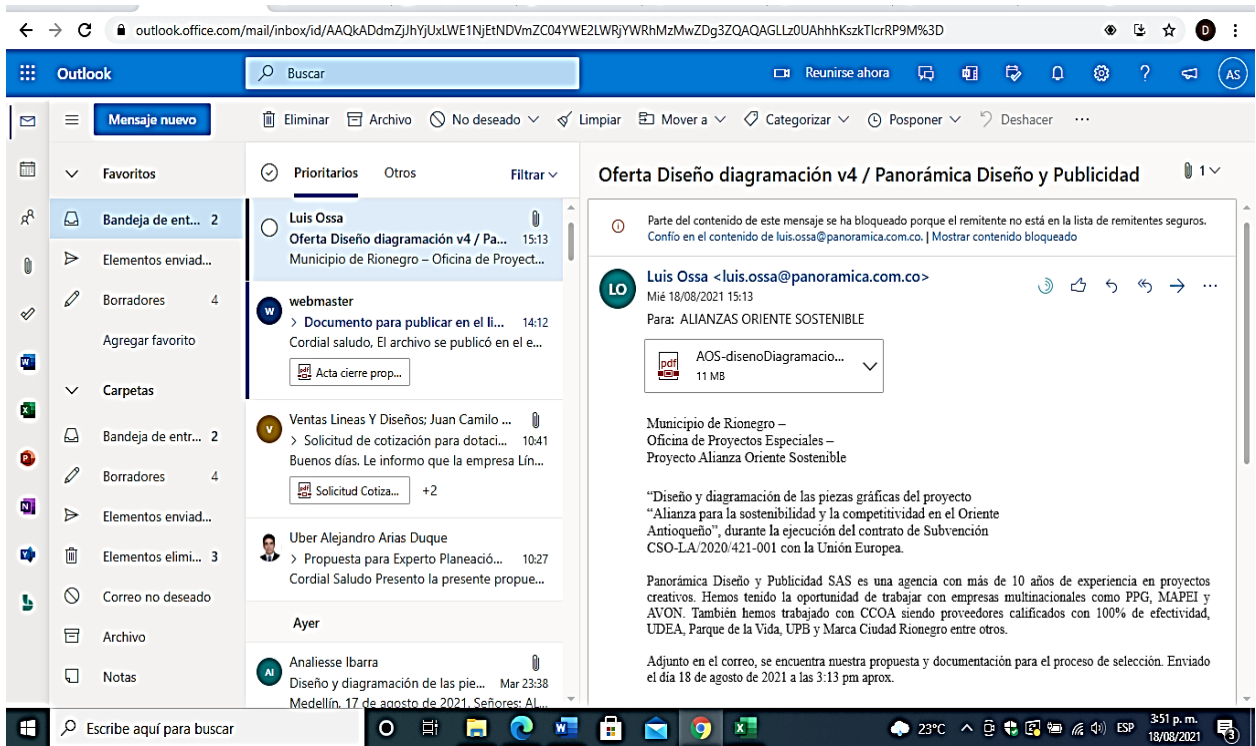 outlook.office.com/mail/inbox/id/AAQkADdmZjJhYjUxLWE1NjEtNDVmZC04YWE2LWRjYWRhMzMwZDg3ZQAQAGLLz0UAhhhKszkTIcrRP9M%3D
D
Outlook
Buscar
Reunirse ahora
AS
Mensaje nuevo
Eliminar
Archivo
No deseado
Limpiar
Mover a
Categorizar
Posponer
Deshacer
Favoritos
Bandeja de ent... 2
Elementos enviad...
Borradores 4
Agregar favorito
Carpetas
Bandeja de entr... 2
Borradores 4
Elementos enviad...
Elementos elimi... 3
Correo no deseado
Archivo
Notas
Prioritarios Otros Filtrar
Luis Ossa
Oferta Diseño diagramación v4 / Pa... 15:13
Municipio de Rionegro – Oficina de Proyect...
W
webmaster
> Documento para publicar en el li... 14:12
Cordial saludo, El archivo se publicó en el e...
Acta cierre prop...
V
Ventas Lineas Y Diseños; Juan Camilo ...
> Solicitud de cotización para dotaci... 10:41
Buenos días. Le informo que la empresa Lín...
Solicitud Cotiza... +2
Uber Alejandro Arias Duque
> Propuesta para Experto Planeació... 10:27
Cordial Saludo Presento la presente propue...
Ayer
AI
Analiesse Ibarra
Diseño y diagramación de las pie... Mar 23:38
Medellín, 17 de agosto de 2021. Señores: AL...
Oferta Diseño diagramación v4 / Panorámica Diseño y Publicidad 1
Parte del contenido de este mensaje se ha bloqueado porque el remitente no está en la lista de remitentes seguros.
Confío en el contenido de luis.ossa@panoramica.com.co. | Mostrar contenido bloqueado
LO
Luis Ossa <luis.ossa@panoramica.com.co>
Mié 18/08/2021 15:13
Para: ALIANZAS ORIENTE SOSTENIBLE
pdf
AOS-disenoDiagramacio...
11 MB
Municipio de Rionegro –
Oficina de Proyectos Especiales –
Proyecto Alianza Oriente Sostenible
“Diseño y diagramación de las piezas gráficas del proyecto
“Alianza para la sostenibilidad y la competitividad en el Oriente
Antioqueño”, durante la ejecución del contrato de Subvención
CSO-LA/2020/421-001 con la Unión Europea.
Panorámica Diseño y Publicidad SAS es una agencia con más de 10 años de experiencia en proyectos
creativos. Hemos tenido la oportunidad de trabajar con empresas multinacionales como PPG, MAPEI y
AVON. También hemos trabajado con CCOA siendo proveedores calificados con 100% de efectividad,
UDEA, Parque de la Vida, UPB y Marca Ciudad Rionegro entre otros.
Adjunto en el correo, se encuentra nuestra propuesta y documentación para el proceso de selección. Enviado
el día 18 de agosto de 2021 a las 3:13 pm aprox.
Escribe aquí para buscar
23°C
ESP
3:51 p. m.
18/08/2021
3